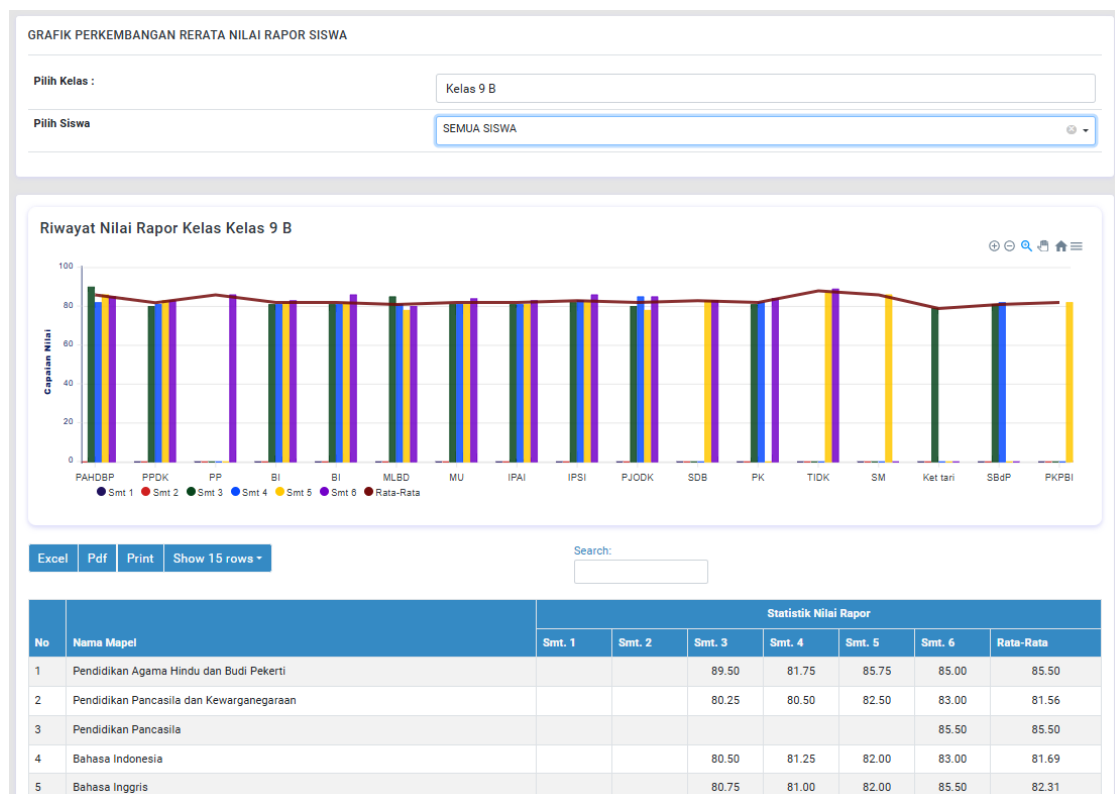 GRAFIK PERKEMBANGAN RERATA NILAI RAPOR SISWA
Pilih Kelas :
Kelas 9 B
Pilih Siswa
SEMUA SISWA
Riwayat Nilai Rapor Kelas Kelas 9 B
100
80
60
40
20
0
Capaian Nilai
PAHDBP PPDK PP BI BI MLBD MU IPAI IPSI PJODK SDB PK TIDK SM Ket tari SBdP PKPBI
Smt 1 Smt 2 Smt 3 Smt 4 Smt 5 Smt 6 Rata-Rata
Excel Pdf Print Show 15 rows
Search:
Statistik Nilai Rapor
No Nama Mapel Smt. 1 Smt. 2 Smt. 3 Smt. 4 Smt. 5 Smt. 6 Rata-Rata
1 Pendidikan Agama Hindu dan Budi Pekerti 89.50 81.75 85.75 85.00 85.50
2 Pendidikan Pancasila dan Kewarganegaraan 80.25 80.50 82.50 83.00 81.56
3 Pendidikan Pancasila 85.50 85.50
4 Bahasa Indonesia 80.50 81.25 82.00 83.00 81.69
5 Bahasa Inggris 80.75 81.00 82.00 85.50 82.31